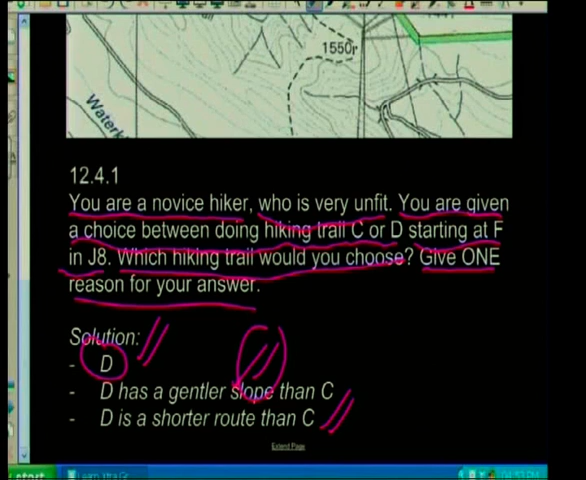 1550
Water
12.4.1
You are a novice hiker, who is very unfit. You are given
a choice between doing hiking trail C or D starting at F
in J8. Which hiking trail would you choose? Give ONE
reason for your answer.
Solution:
- D
- D has a gentler slope than C
- D is a shorter route than C
Extend Page
start